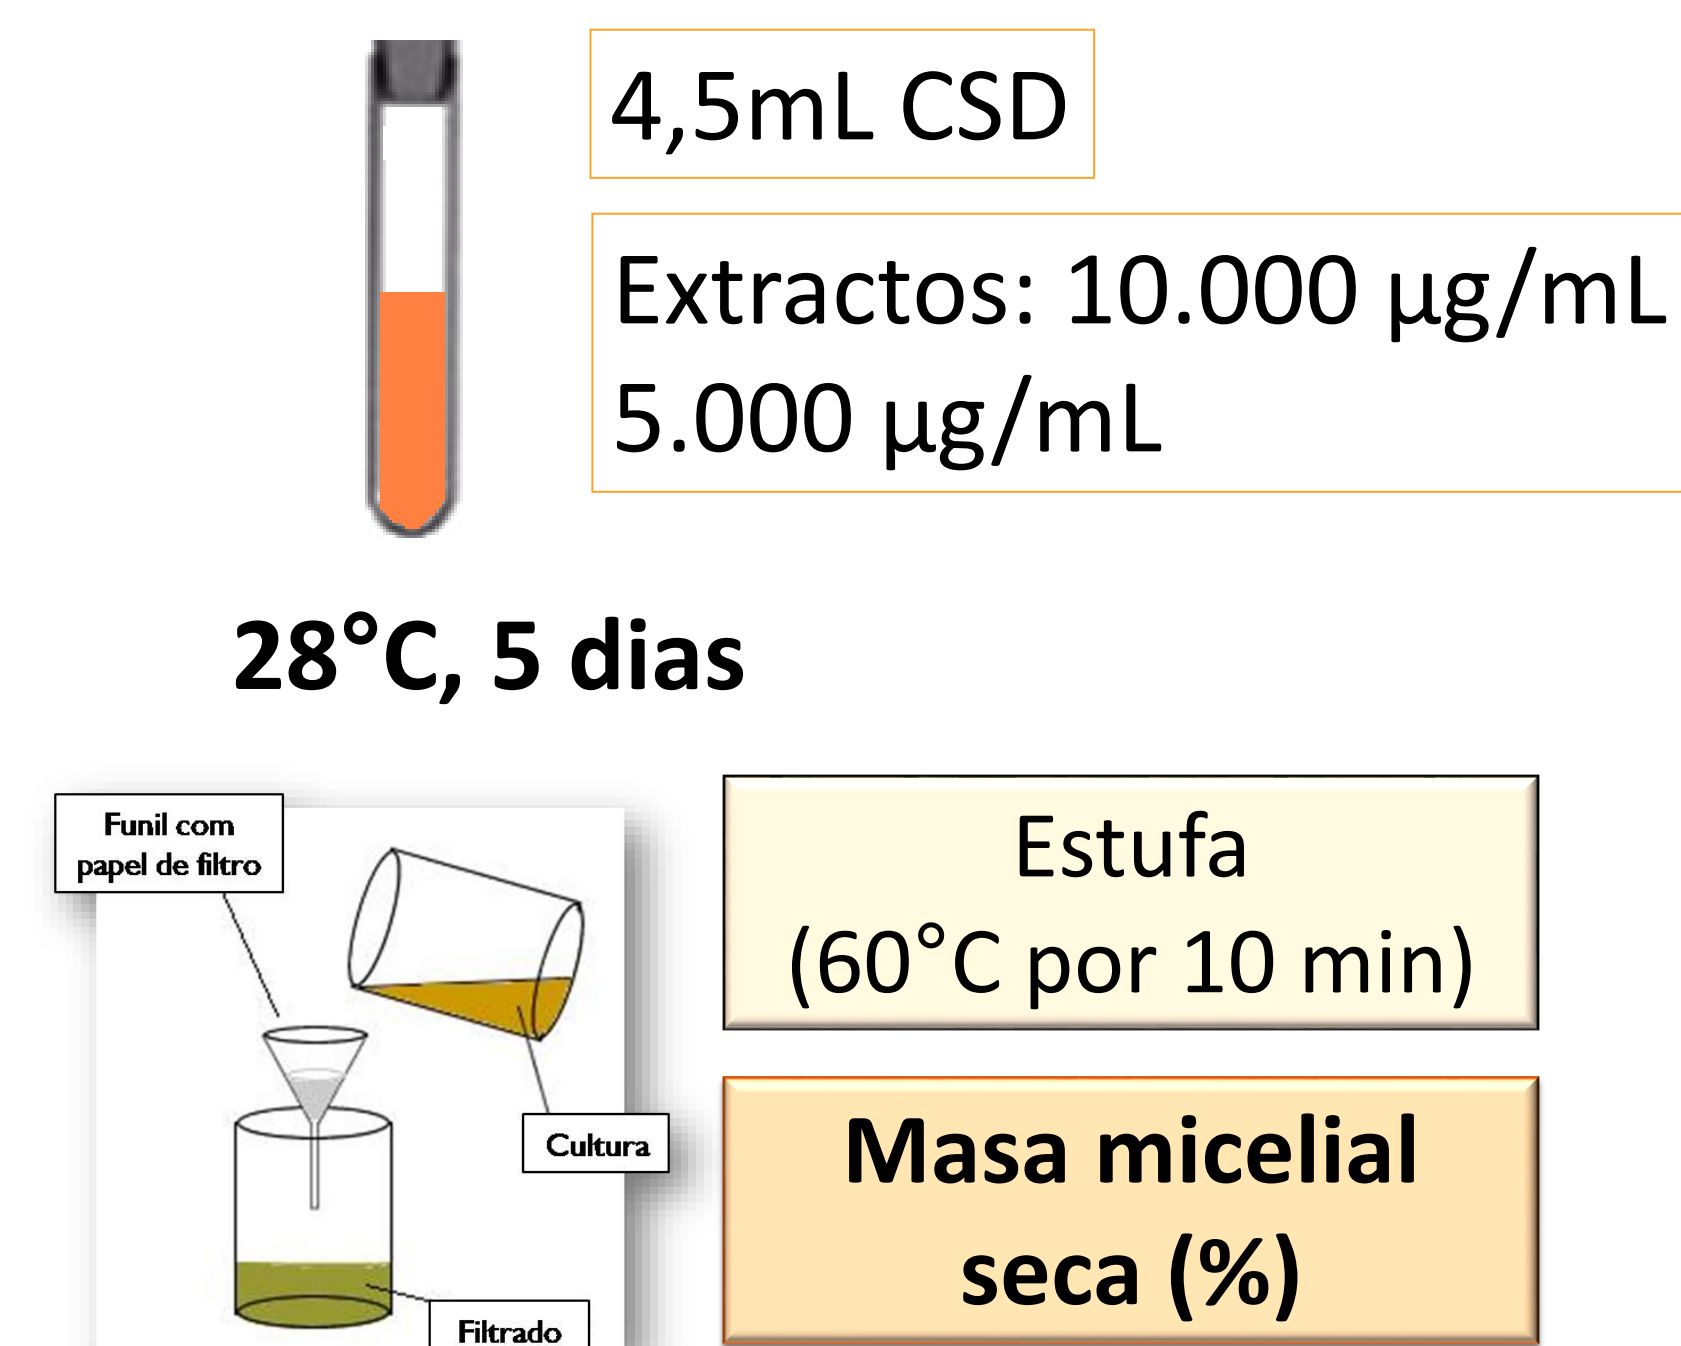 4,5mL CSD
Extractos: 10.000 µg/mL
5.000 µg/mL
28°C, 5 dias
Funil com
papel de filtro
Cultura
Filtrado
Estufa
(60°C por 10 min)
Masa micelial
seca (%)